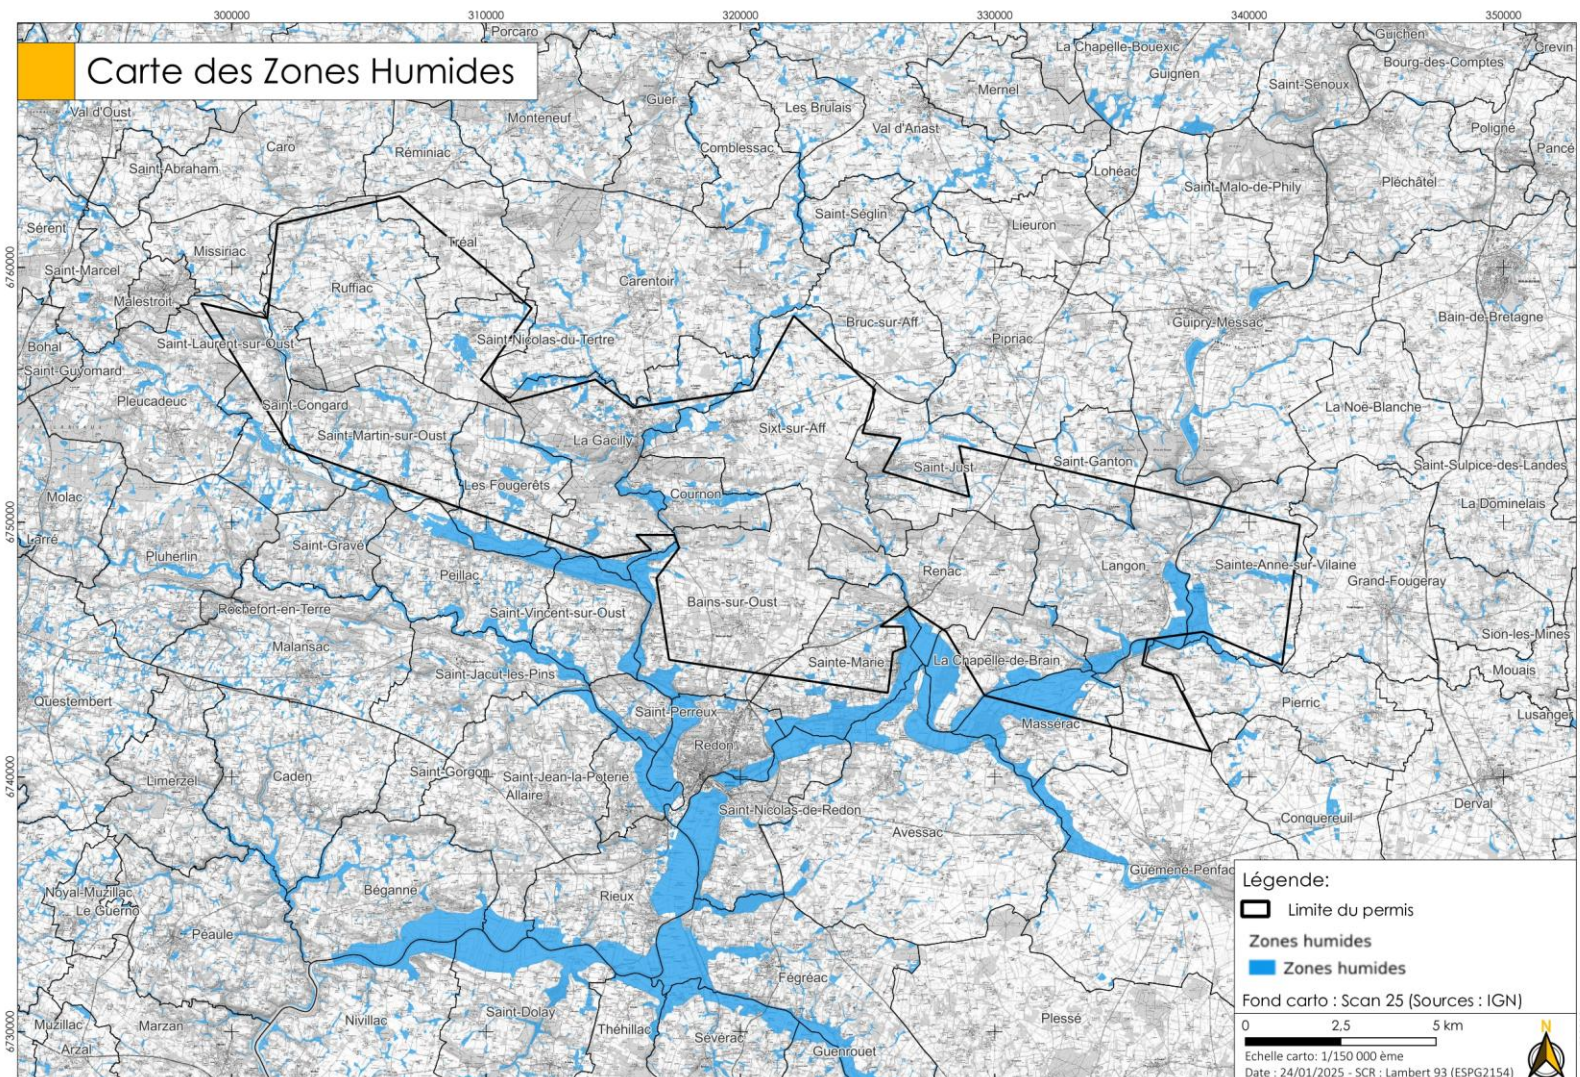 300000 310000 320000 330000 340000 350000
Carte des Zones Humides
Porcaro
Guichen
Crévin
La Chapelle-Bouëxic
Bourg-des-Comptes
Guignen
Saint-Senoux
Mernel
Guer
Les Brulais
Val d'Oust
Monteneuf
Val d'Anast
Poligné
Caro
Réminiac
Comblessac
Pancé
Saint-Abraham
Lohéac
Pléchâtel
Saint-Malo-de-Phily
Saint-Séglin
Sérent
Lieuron
Tréal
Missiriac
6760000
Saint-Marcel
Carentoir
Ruffiac
Malestroit
Bain-de-Bretagne
Bruc-sur-Aff
Guipry-Messac
Pipriac
Bohal
Saint-Laurent-sur-Oust
Saint-Nicolas-du-Tertre
Saint-Guyomard
Pleucadeuc
Saint-Congard
La Noë-Blanche
Saint-Martin-sur-Oust
La Gacilly
Sixt-sur-Aff
Saint-Just
Saint-Ganton
Saint-Sulpice-des-Landes
Les Fougerêts
Molac
Cournon
La Dominelais
6750000
Larré
Saint-Gravé
Pluherlin
Peillac
Renac
Langon
Sainte-Anne-sur-Vilaine
Grand-Fougeray
Bains-sur-Oust
Rochefort-en-Terre
Saint-Vincent-sur-Oust
Malansac
Sion-les-Mines
Sainte-Marie
La Chapelle-de-Brain
Mouais
Saint-Jacut-les-Pins
Questembert
Pierric
Saint-Perreux
Lusanger
Massérac
Redon
6740000
Limerzel
Caden
Saint-Gorgon
Saint-Jean-la-Poterie
Allaire
Derval
Saint-Nicolas-de-Redon
Conquereuil
Avessac
Guémené-Penfao
Noyal-Muzillac
Béganne
Rieux
Le Guerno
Péaule
Fégréac
6730000
Muzillac
Marzan
Nivillac
Saint-Dolay
Théhillac
Plessé
Arzal
Sévérac
Guenrouet
Légende:
Limite du permis
Zones humides
Zones humides
Fond carto : Scan 25 (Sources : IGN)
0 2,5 5 km
N
Echelle carto: 1/150 000 ème
Date : 24/01/2025 - SCR : Lambert 93 (ESPG2154)